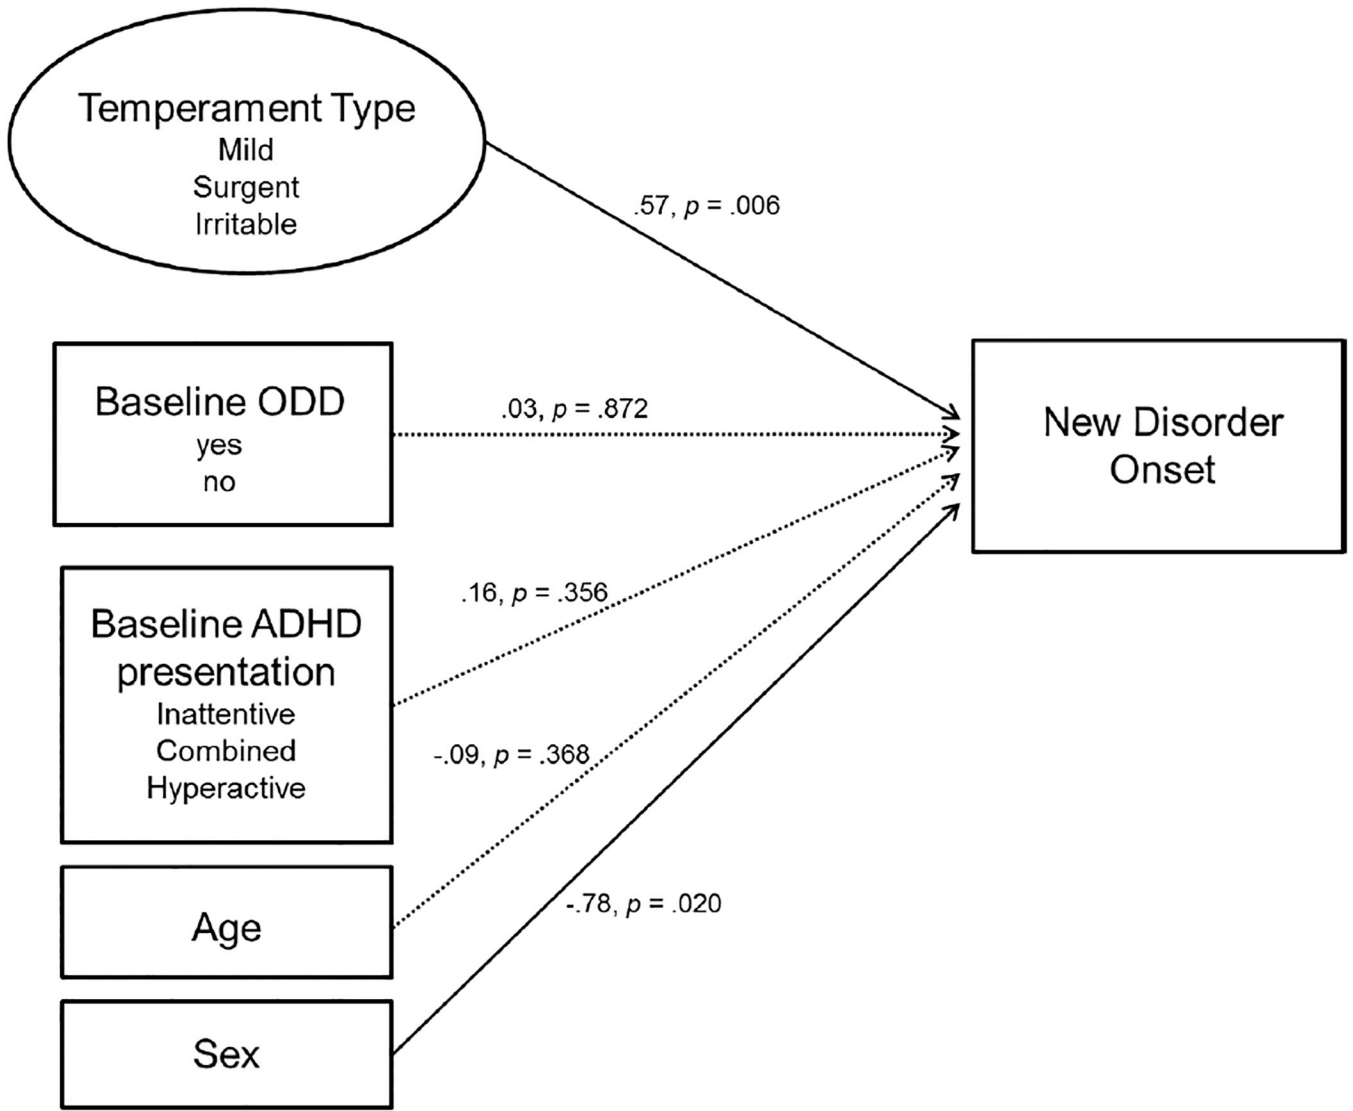 Temperament Type
Mild
Surgent
Irritable
.57, p = .006
Baseline ODD
yes
no
.03, p = .872
New Disorder
Onset
Baseline ADHD
presentation
Inattentive
Combined
Hyperactive
.16, p = .356
-.09, p = .368
Age
-.78, p = .020
Sex